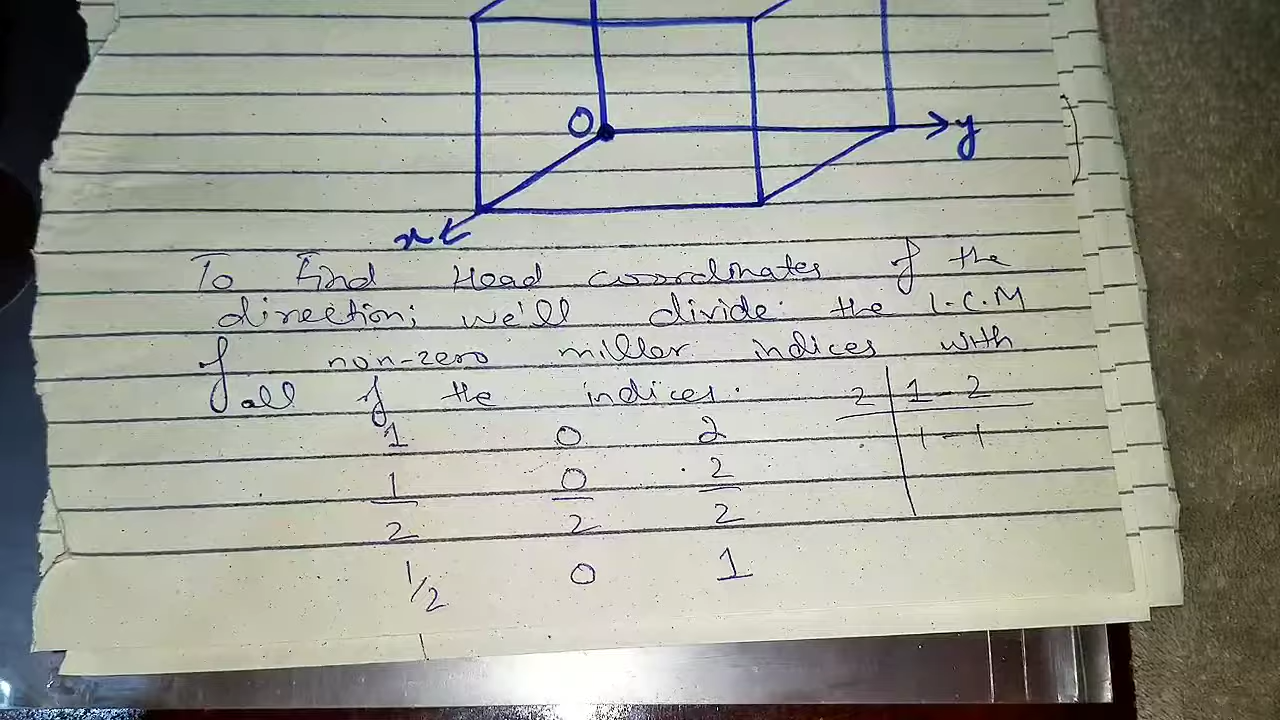 O
y
x
To Find Head coordinates of the
direction; we'll divide the L.C.M
of non-zero miller indices with
all of the indices.
2 | 1 - 2
1 0 2
1 - 1
1/2 0/2 2/2
1/2 0 1